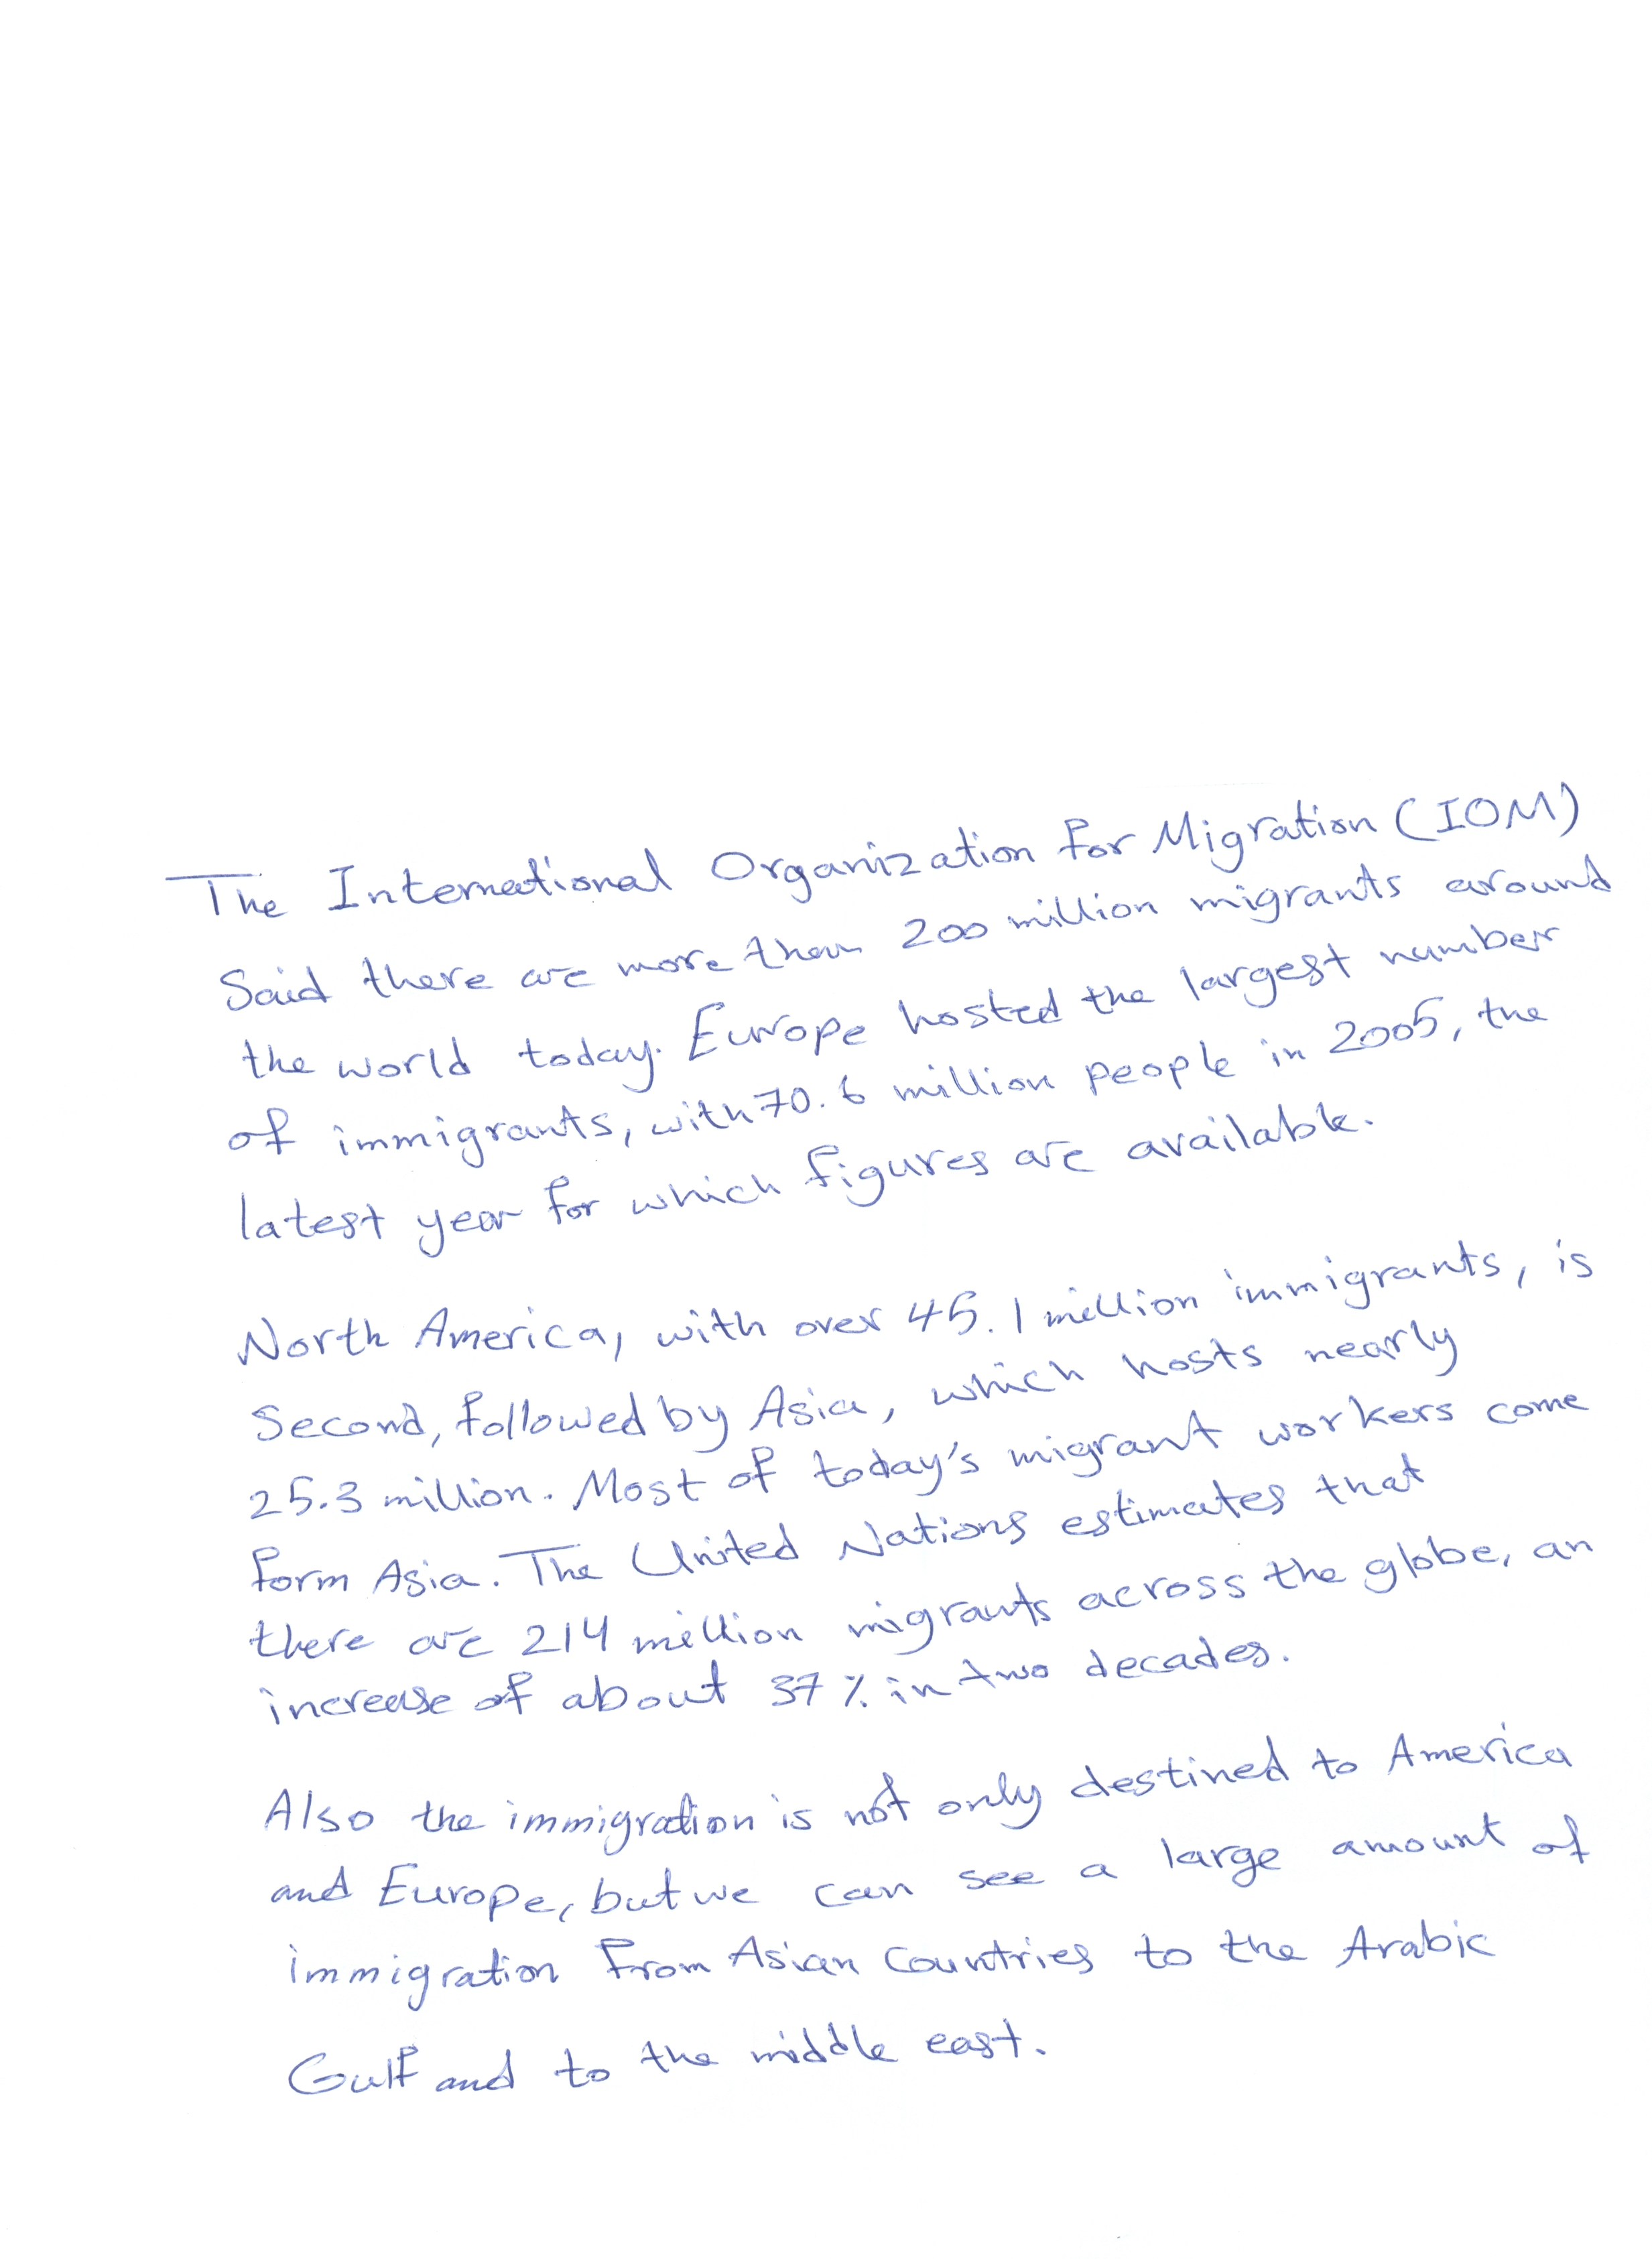 The International Organization for Migration (IOM)
Said there are more than 200 million migrants around
the world today. Europe hosted the largest number
of immigrants, with 70.6 million people in 2005, the
latest year for which figures are available.
North America, with over 45.1 million immigrants, is
Second, followed by Asia, which hosts nearly
25.3 million. Most of today's migrant workers come
form Asia. The United Nations estimates that
there are 214 million migrants across the globe, an
increase of about 37 % in two decades.
Also the immigration is not only destined to America
and Europe, but we can see a large amount of
immigration from Asian countries to the Arabic
Gulf and to the middle east.